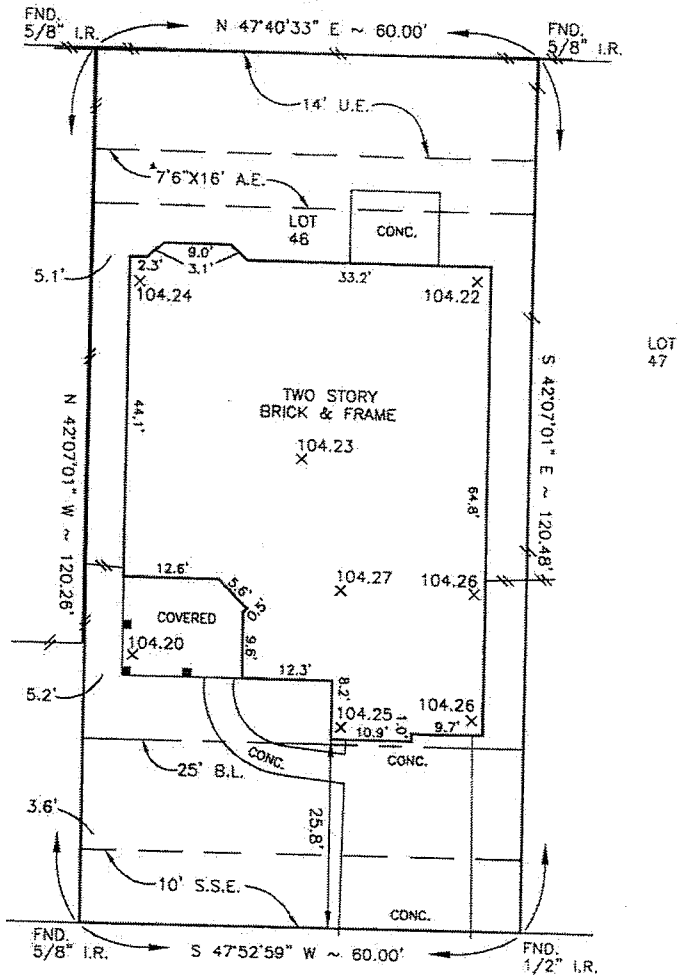 FND.
5/8" I.R.
N 47°40'33" E ~ 60.00'
FND.
5/8" I.R.
14' U.E.
7'6"X16' A.E.
LOT
46
CONC.
5.1'
2.3'
9.0'
3.1'
33.2'
104.24
104.22
LOT
47
TWO STORY
BRICK & FRAME
44.1'
104.23
64.8'
N 42°07'01" W ~ 120.26'
S 42°07'01" E ~ 120.48'
12.6'
5.6'
0.5'
104.27
104.26
COVERED
104.20
9.6'
12.3'
5.2'
8.2'
104.25
104.26
10.9'
1.0'
9.7'
25' B.L.
CONC.
CONC.
3.6'
25.8'
10' S.S.E.
CONC.
FND.
5/8" I.R.
S 47°52'59" W ~ 60.00'
FND.
1/2" I.R.